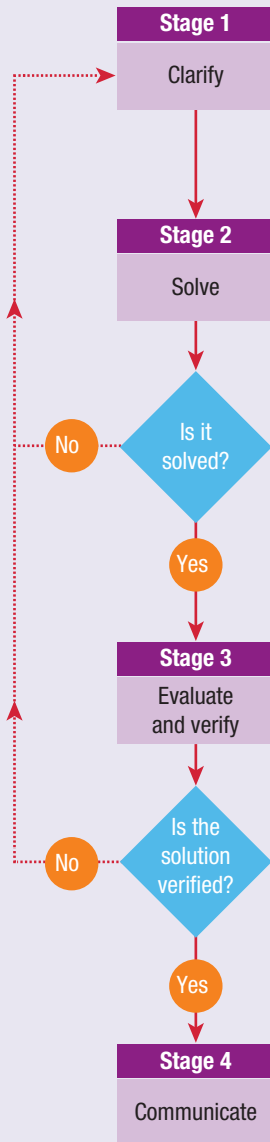 Stage 1
Clarify
Stage 2
Solve
Is it
solved?
No
Yes
Stage 3
Evaluate
and verify
Is the
solution
verified?
No
Yes
Stage 4
Communicate